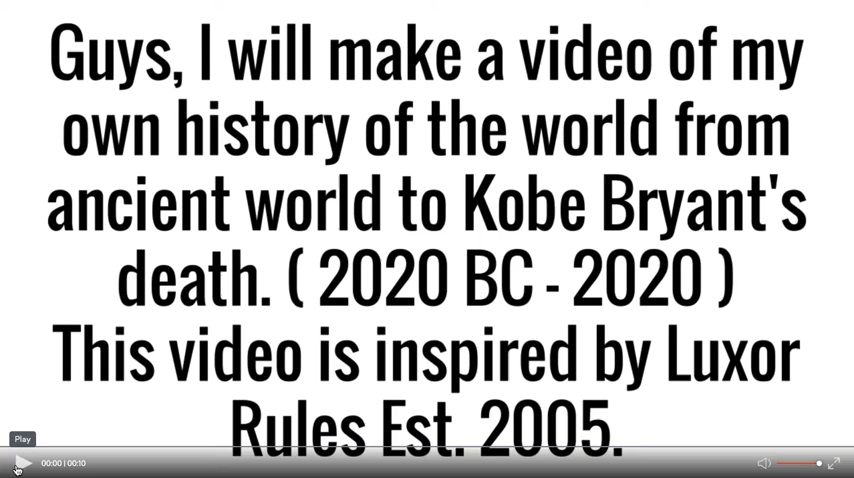 Guys, I will make a video of my
own history of the world from
ancient world to Kobe Bryant's
death. ( 2020 BC - 2020 )
This video is inspired by Luxor
Rules Est. 2005.
Play
00:00 | 00:10